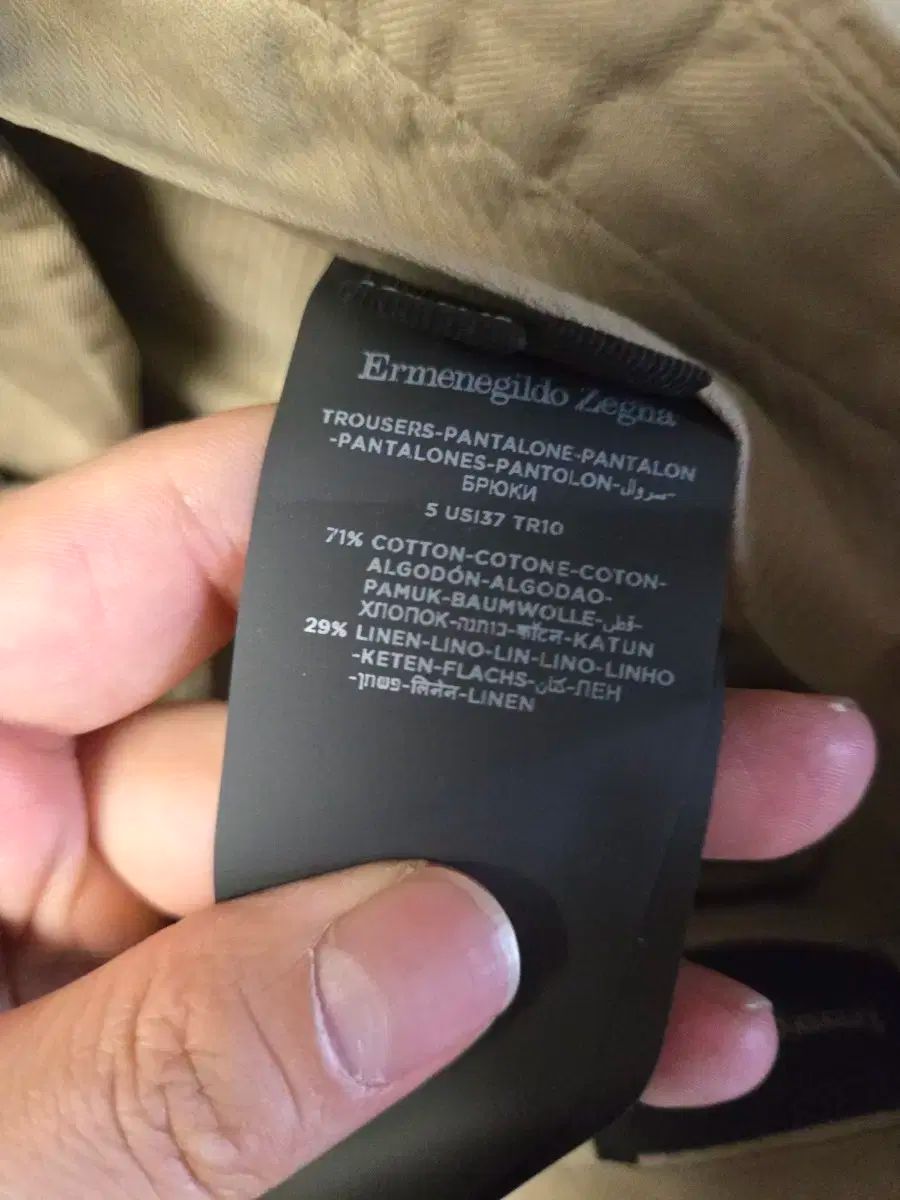 Ermenegildo Zegna
TROUSERS-PANTALONE-PANTALON
-PANTALONES-PANTOLON-سروال-
БРЮКИ
5 USI37 TR10
71% COTTON-COTONE-COTON-
ALGODÓN-ALGODAO-
PAMUK-BAUMWOLLE-قطن-
ХЛОПОК-כותנה-कॉटन-KATUN
29% LINEN-LINO-LIN-LINO-LINHO
-KETEN-FLACHS-كتان-ЛЕН
-פשתן-लिनेन-LINEN